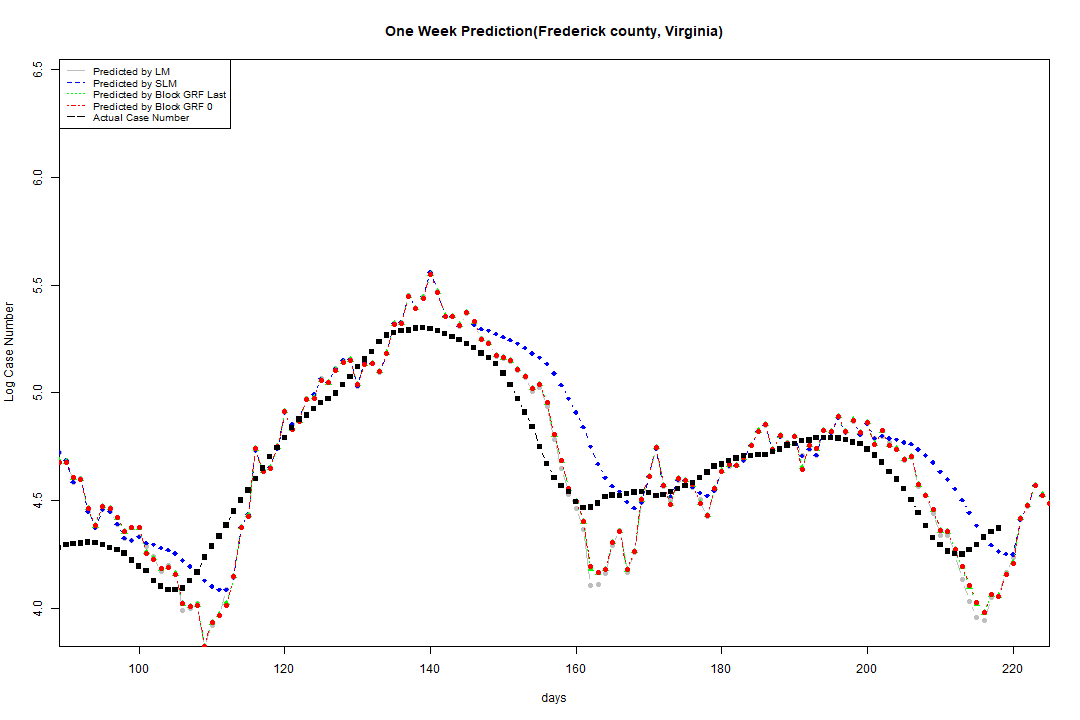 One Week Prediction(Frederick county, Virginia)
Predicted by LM
Predicted by SLM
Predicted by Block GRF Last
Predicted by Block GRF 0
Actual Case Number
6.5
6.0
5.5
5.0
4.5
4.0
Log Case Number
100 120 140 160 180 200 220
days